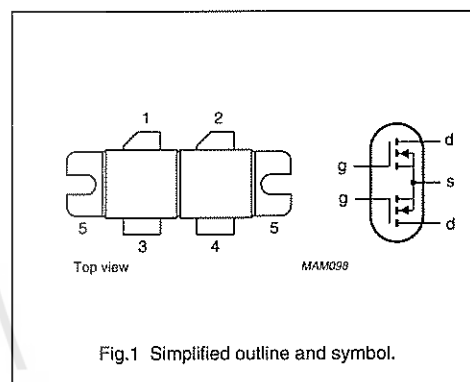 1 2
d
g
s
g
d
5 5
3 4
Top view MAM098
Fig.1 Simplified outline and symbol.